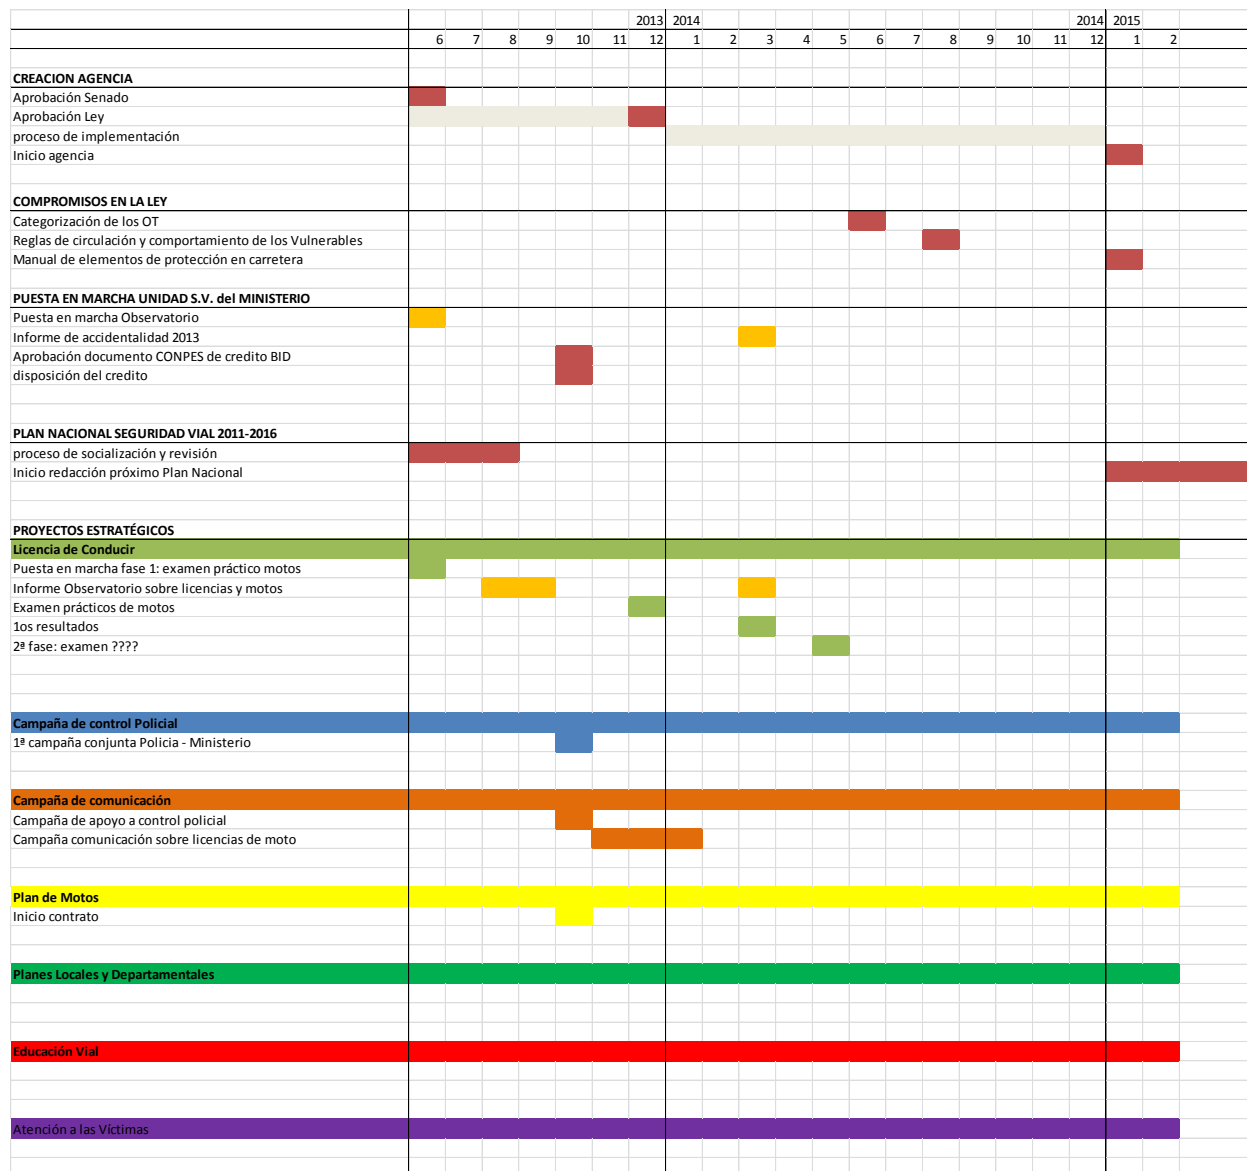 2013 2014 2014 2015
6 7 8 9 10 11 12 1 2 3 4 5 6 7 8 9 10 11 12 1 2
CREACION AGENCIA
Aprobación Senado
Aprobación Ley
proceso de implementación
Inicio agencia
COMPROMISOS EN LA LEY
Categorización de los OT
Reglas de circulación y comportamiento de los Vulnerables
Manual de elementos de protección en carretera
PUESTA EN MARCHA UNIDAD S.V. del MINISTERIO
Puesta en marcha Observatorio
Informe de accidentalidad 2013
Aprobación documento CONPES de credito BID
disposición del credito
PLAN NACIONAL SEGURIDAD VIAL 2011-2016
proceso de socialización y revisión
Inicio redacción próximo Plan Nacional
PROYECTOS ESTRATÉGICOS
Licencia de Conducir
Puesta en marcha fase 1: examen práctico motos
Informe Observatorio sobre licencias y motos
Examen prácticos de motos
1os resultados
2ª fase: examen ????
Campaña de control Policial
1ª campaña conjunta Policia - Ministerio
Campaña de comunicación
Campaña de apoyo a control policial
Campaña comunicación sobre licencias de moto
Plan de Motos
Inicio contrato
Planes Locales y Departamentales
Educación Vial
Atención a las Víctimas